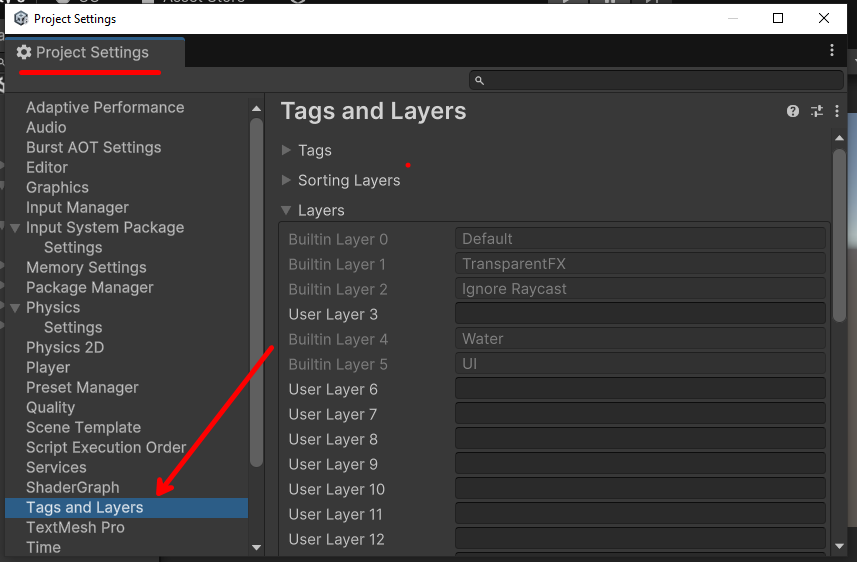 Asset Store
Project Settings
Project Settings
Adaptive Performance
Audio
Burst AOT Settings
Editor
Graphics
Input Manager
Input System Package
Settings
Memory Settings
Package Manager
Physics
Settings
Physics 2D
Player
Preset Manager
Quality
Scene Template
Script Execution Order
Services
ShaderGraph
Tags and Layers
TextMesh Pro
Time
Tags and Layers
Tags
Sorting Layers
Layers
Builtin Layer 0 Default
Builtin Layer 1 TransparentFX
Builtin Layer 2 Ignore Raycast
User Layer 3
Builtin Layer 4 Water
Builtin Layer 5 UI
User Layer 6
User Layer 7
User Layer 8
User Layer 9
User Layer 10
User Layer 11
User Layer 12